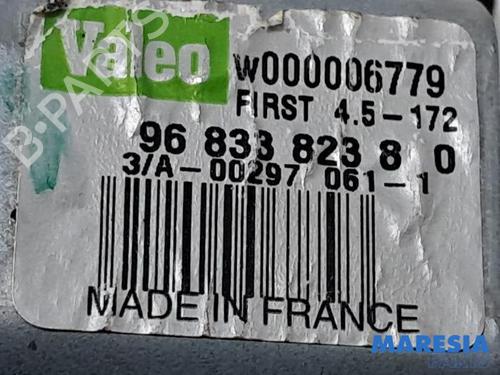 Valeo
W000006779
FIRST 4.5-172
96 833 823 8 0
3/A-00297 061-1
MADE IN FRANCE
B·PARTS
MARESIA
PARTS